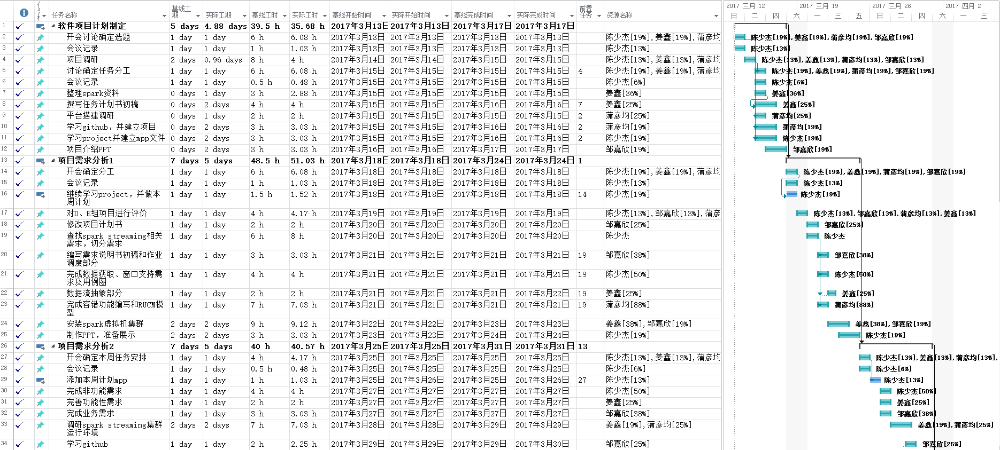 2017 三月 12 2017 三月 19 2017 三月 26 2017 四月 2
任务名称 基线工期 实际工期 基线工时 实际工时 基线开始时间 实际开始时间 基线完成时间 实际完成时间 前置任务 资源名称 日 二 四 六 一 三 五 日 二 四 六 一 三
1 软件项目计划制定 5 days 4.88 days 39.5 h 35.68 h 2017年3月13日 2017年3月13日 2017年3月17日 2017年3月17日
2 开会讨论确定选题 1 day 1 day 6 h 6.08 h 2017年3月13日 2017年3月13日 2017年3月13日 2017年3月13日 陈少杰[19%],姜鑫[19%],蒲彦均 陈少杰[19%],姜鑫[19%],蒲彦均[19%],邹嘉欣[19%]
3 会议记录 1 day 1 day 1 h 1.03 h 2017年3月13日 2017年3月13日 2017年3月13日 2017年3月13日 陈少杰[13%] 陈少杰[13%]
4 项目调研 2 days 0.96 days 8 h 4 h 2017年3月14日 2017年3月14日 2017年3月15日 2017年3月15日 陈少杰[13%],姜鑫[13%],蒲彦均 陈少杰[13%],姜鑫[13%],蒲彦均[13%],邹嘉欣[13%]
5 讨论确定任务分工 1 day 1 day 6 h 6.08 h 2017年3月15日 2017年3月15日 2017年3月15日 2017年3月15日 4 陈少杰[19%],姜鑫[19%],蒲彦均 陈少杰[19%],姜鑫[19%],蒲彦均[19%],邹嘉欣[19%]
6 会议记录 1 day 1 day 0.5 h 0.48 h 2017年3月15日 2017年3月15日 2017年3月15日 2017年3月15日 陈少杰[6%] 陈少杰[6%]
7 整理spark资料 0 days 1 day 3 h 2.88 h 2017年3月15日 2017年3月15日 2017年3月15日 2017年3月15日 姜鑫[36%] 姜鑫[36%]
8 撰写任务计划书初稿 0 days 2 days 4 h 4 h 2017年3月15日 2017年3月15日 2017年3月16日 2017年3月16日 7 姜鑫[25%] 姜鑫[25%]
9 平台搭建调研 0 days 1 day 2 h 2 h 2017年3月15日 2017年3月15日 2017年3月15日 2017年3月15日 2 蒲彦均[25%] 蒲彦均[25%]
10 学习github，并建立项目 0 days 2 days 3 h 3.03 h 2017年3月15日 2017年3月15日 2017年3月16日 2017年3月16日 2 蒲彦均[19%] 蒲彦均[19%]
11 学习project并建立mpp文件 0 days 2 days 3 h 3.03 h 2017年3月15日 2017年3月15日 2017年3月16日 2017年3月16日 2 陈少杰[19%] 陈少杰[19%]
12 项目介绍PPT 0 days 2 days 3 h 3.03 h 2017年3月16日 2017年3月16日 2017年3月17日 2017年3月17日 邹嘉欣[19%] 邹嘉欣[19%]
13 项目需求分析1 7 days 5 days 48.5 h 51.03 h 2017年3月18日 2017年3月18日 2017年3月24日 2017年3月24日 1
14 开会确定分工 1 day 1 day 6 h 6.08 h 2017年3月18日 2017年3月18日 2017年3月18日 2017年3月18日 陈少杰[19%],姜鑫[19%],蒲彦 陈少杰[19%],姜鑫[19%],蒲彦均[19%],邹嘉欣[19%]
15 会议记录 1 day 1 day 1 h 1.03 h 2017年3月18日 2017年3月18日 2017年3月18日 2017年3月18日 陈少杰[13%] 陈少杰[13%]
16 继续学习project，并做本 1 day 1 day 1.5 h 1.52 h 2017年3月18日 2017年3月18日 2017年3月18日 2017年3月18日 14 陈少杰[19%] 陈少杰[19%]
周计划
17 对D、E组项目进行评价 1 day 1 day 4 h 4.17 h 2017年3月19日 2017年3月19日 2017年3月19日 2017年3月19日 陈少杰[13%],邹嘉欣[13%],蒲彦 陈少杰[13%],邹嘉欣[13%],蒲彦均[13%],姜鑫[13%]
18 修改项目计划书 1 day 1 day 2 h 2 h 2017年3月20日 2017年3月20日 2017年3月20日 2017年3月20日 邹嘉欣[25%] 邹嘉欣[25%]
19 查找spark streaming相关 1 day 1 day 6 h 8 h 2017年3月20日 2017年3月20日 2017年3月20日 2017年3月20日 陈少杰 陈少杰
需求，切分需求
20 编写需求说明书初稿和作业 1 day 1 day 3 h 3.03 h 2017年3月21日 2017年3月21日 2017年3月21日 2017年3月21日 19 邹嘉欣[38%] 邹嘉欣[38%]
调度部分
21 完成数据获取、窗口支持需 1 day 1 day 4 h 4 h 2017年3月21日 2017年3月21日 2017年3月21日 2017年3月21日 19 陈少杰[50%] 陈少杰[50%]
求及用例图
22 数据流抽象部分 1 day 1 day 2 h 2 h 2017年3月21日 2017年3月21日 2017年3月21日 2017年3月22日 19 姜鑫[25%] 姜鑫[25%]
23 完成容错功能编写和RUCM模 1 day 1 day 7 h 7.03 h 2017年3月21日 2017年3月21日 2017年3月21日 2017年3月21日 19 蒲彦均[88%] 蒲彦均[88%]
型
24 安装spark虚拟机集群 2 days 2 days 9 h 9.12 h 2017年3月22日 2017年3月22日 2017年3月23日 2017年3月23日 姜鑫[38%],邹嘉欣[19%] 姜鑫[38%],邹嘉欣[19%]
25 制作PPT，准备展示 2 days 2 days 3 h 3.03 h 2017年3月23日 2017年3月23日 2017年3月24日 2017年3月24日 陈少杰[19%] 陈少杰[19%]
26 项目需求分析2 7 days 5 days 40 h 40.57 h 2017年3月25日 2017年3月25日 2017年3月31日 2017年3月31日 13
27 开会确定本周任务安排 1 day 1 day 4 h 4.17 h 2017年3月25日 2017年3月25日 2017年3月25日 2017年3月25日 陈少杰[13%],姜鑫[13%],蒲彦均 陈少杰[13%],姜鑫[13%],蒲彦均[13%],
28 会议记录 1 day 1 day 0.5 h 0.48 h 2017年3月25日 2017年3月25日 2017年3月25日 2017年3月25日 陈少杰[6%] 陈少杰[6%]
29 添加本周计划mpp 1 day 1 day 1 h 1.03 h 2017年3月25日 2017年3月26日 2017年3月25日 2017年3月26日 27 陈少杰[13%] 陈少杰[13%]
30 完成非功能需求 1 day 1 day 4 h 4 h 2017年3月27日 2017年3月27日 2017年3月27日 2017年3月27日 陈少杰[50%] 陈少杰[50%]
31 完善功能性需求 1 day 1 day 2 h 2 h 2017年3月27日 2017年3月27日 2017年3月27日 2017年3月27日 姜鑫[25%] 姜鑫[25%]
32 完成业务需求 1 day 1 day 3 h 3.03 h 2017年3月27日 2017年3月27日 2017年3月27日 2017年3月27日 邹嘉欣[38%] 邹嘉欣[38%]
33 调研spark streaming集群 2 days 2 days 7 h 7.03 h 2017年3月28日 2017年3月28日 2017年3月29日 2017年3月29日 姜鑫[19%],蒲彦均[25%] 姜鑫[19%],蒲彦均[25%]
运行环境
34 学习github 1 day 1 day 2 h 2.25 h 2017年3月29日 2017年3月29日 2017年3月29日 2017年3月30日 邹嘉欣[25%] 邹嘉欣[25%]